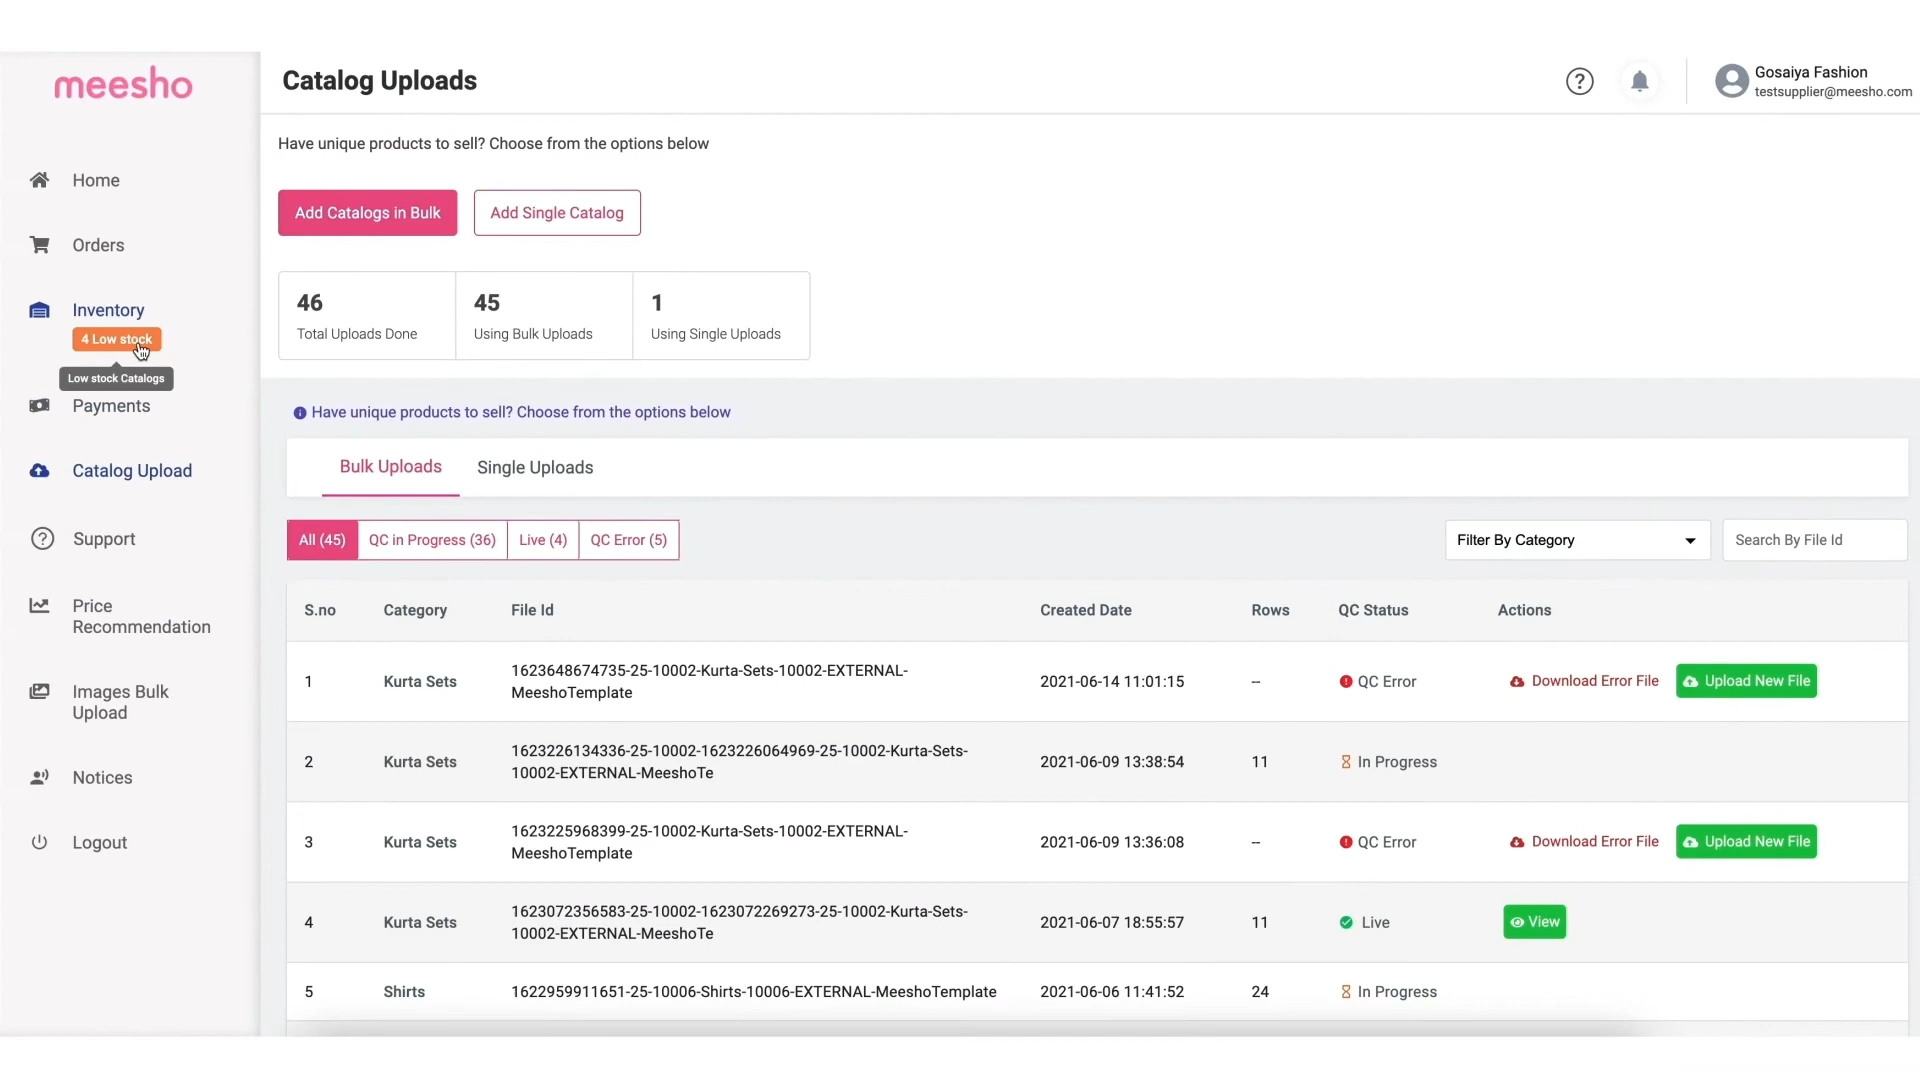 meesho
Home
Orders
Inventory
4 Low stock
Low stock Catalogs
Payments
Catalog Upload
Support
Price
Recommendation
Images Bulk
Upload
Notices
Logout
Catalog Uploads
Gosaiya Fashion
testsupplier@meesho.com
Have unique products to sell? Choose from the options below
Add Catalogs in Bulk Add Single Catalog
46 45 1
Total Uploads Done Using Bulk Uploads Using Single Uploads
Have unique products to sell? Choose from the options below
Bulk Uploads Single Uploads
All (45) QC in Progress (36) Live (4) QC Error (5) Filter By Category Search By File Id
S.no Category File Id Created Date Rows QC Status Actions
1 Kurta Sets 1623648674735-25-10002-Kurta-Sets-10002-EXTERNAL-
MeeshoTemplate 2021-06-14 11:01:15 -- QC Error Download Error File Upload New File
2 Kurta Sets 1623226134336-25-10002-1623226064969-25-10002-Kurta-Sets-
10002-EXTERNAL-MeeshoTe 2021-06-09 13:38:54 11 In Progress
3 Kurta Sets 1623225968399-25-10002-Kurta-Sets-10002-EXTERNAL-
MeeshoTemplate 2021-06-09 13:36:08 -- QC Error Download Error File Upload New File
4 Kurta Sets 1623072356583-25-10002-1623072269273-25-10002-Kurta-Sets-
10002-EXTERNAL-MeeshoTe 2021-06-07 18:55:57 11 Live View
5 Shirts 1622959911651-25-10006-Shirts-10006-EXTERNAL-MeeshoTemplate 2021-06-06 11:41:52 24 In Progress